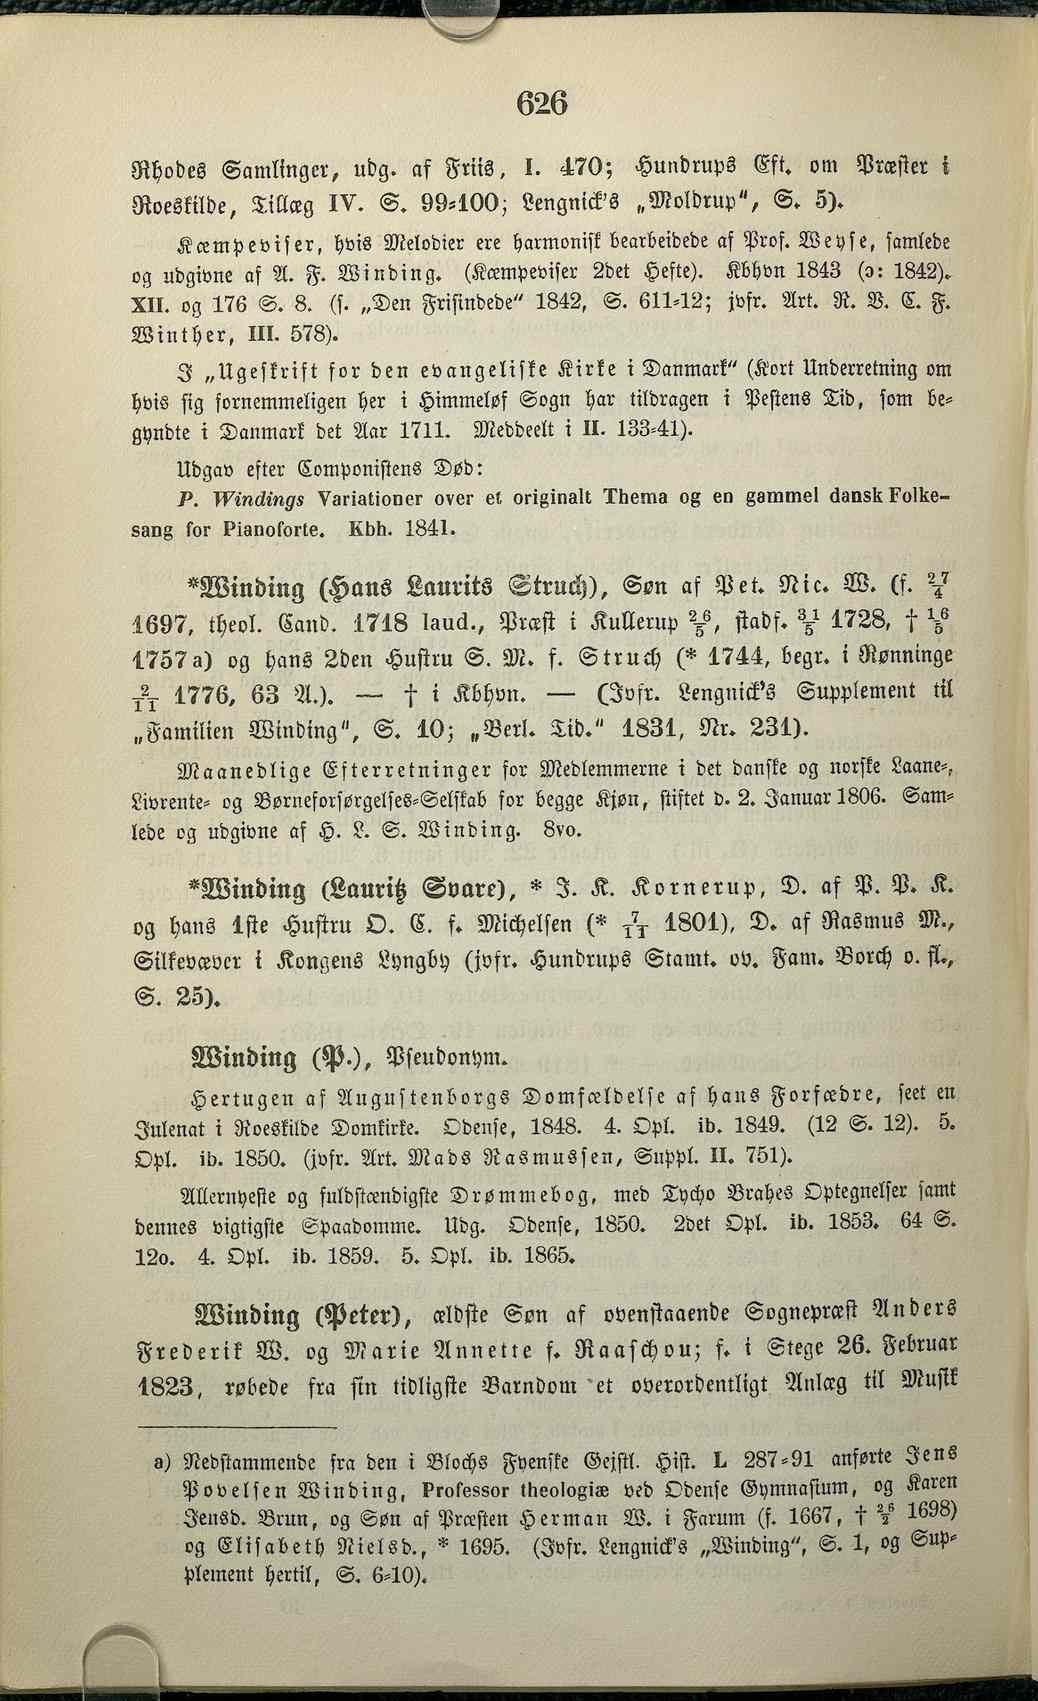 626
Rhodes Samlinger, udg. af Friis, I. 470; Hundrups Eft. om Præster i
Roeskilde, Tillæg IV. S. 99-100; Lengnick's „Moldrup“, S. 5).
Kæmpeviser, hvis Melodier ere harmonisk bearbeidede af Prof. Weyse, samlede
og udgivne af A. F. Winding. (Kæmpeviser 2det Hefte). Kbhvn 1843 (ɔ: 1842).
XII. og 176 S. 8. (s. „Den Frisindede“ 1842, S. 611-12; jvfr. Art. R. V. C. F.
Winther, III. 578).
I „Ugeskrift for den evangeliske Kirke i Danmark“ (Kort Underretning om
hvis sig fornemmeligen her i Himmeløf Sogn har tildragen i Pestens Tid, som be-
gyndte i Danmark det Aar 1711. Meddeelt i II. 133-41).
Udgav efter Componistens Død:
P. Windings Variationer over et originalt Thema og en gammel dansk Folke-
sang for Pianoforte. Kbh. 1841.
*Winding (Hans Laurits Struch), Søn af Pet. Nic. W. (f. 27/4
1697, theol. Cand. 1718 laud., Præst i Kullerup 26/5, stadf. 31/5 1728, † 16/5
1757 a) og hans 2den Hustru S. M. f. Struch (* 1744, begr. i Rønninge
2/11 1776, 63 A.). — † i Kbhvn. — (Jvfr. Lengnick's Supplement til
„Familien Winding“, S. 10; „Berl. Tid.“ 1831, Nr. 231).
Maanedlige Efterretninger for Medlemmerne i det danske og norske Laane-,
Livrente- og Børneforsørgelses-Selskab for begge Kjøn, stiftet d. 2. Januar 1806. Sam-
lede og udgivne af H. L. S. Winding. 8vo.
*Winding (Lauritz Svare), * J. K. Kornerup, D. af P. P. K.
og hans 1ste Hustru O. C. f. Michelsen (* 7/11 1801), D. af Rasmus M.,
Silkevæver i Kongens Lyngby (jvfr. Hundrups Stamt. ov. Fam. Borch o. fl.,
S. 25).
Winding (P.), Pseudonym.
Hertugen af Augustenborgs Domfældelse af hans Forfædre, seet en
Julenat i Roeskilde Domkirke. Odense, 1848. 4. Opl. ib. 1849. (12 S. 12). 5.
Opl. ib. 1850. (jvfr. Art. Mads Rasmussen, Suppl. II. 751).
Allernyeste og fuldstændigste Drømmebog, med Tycho Brahes Optegnelser samt
dennes vigtigste Spaadomme. Udg. Odense, 1850. 2det Opl. ib. 1853. 64 S.
12o. 4. Opl. ib. 1859. 5. Opl. ib. 1865.
Winding (Peter), ældste Søn af ovenstaaende Sognepræst Anders
Frederik W. og Marie Annette f. Raaschou; f. i Stege 26. Februar
1823, røbede fra sin tidligste Barndom et overordentligt Anlæg til Musik
a) Nedstammende fra den i Blochs Fyenske Gejstl. Hist. L 287-91 anførte Jens
Povelsen Winding, Professor theologiæ ved Odense Gymnasium, og Karen
Jensd. Brun, og Søn af Præsten Herman W. i Farum (f. 1667, † 26/2 1698)
og Elisabeth Nielsd., * 1695. (Jvfr. Lengnick's „Winding“, S. 1, og Sup-
plement hertil, S. 6-10).